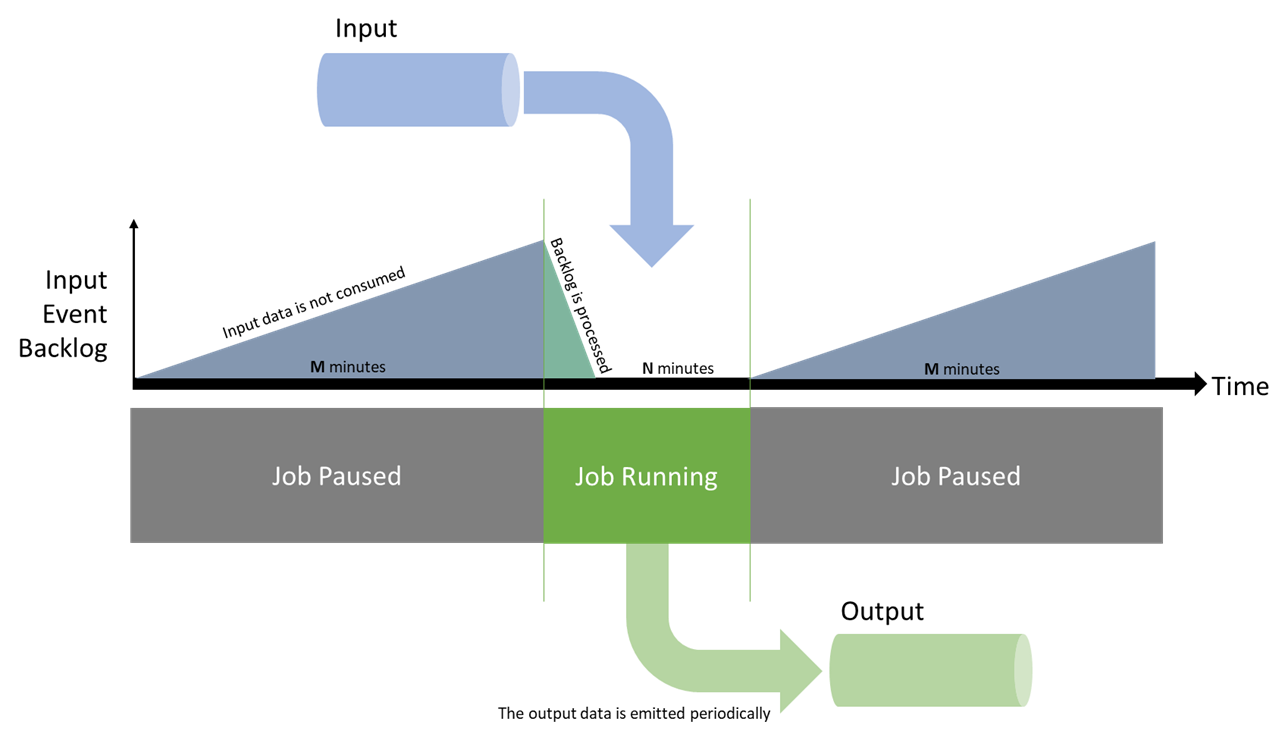 Input
Input
Event
Backlog
Input data is not consumed
Backlog is processed
M minutes
N minutes
M minutes
Time
Job Paused
Job Running
Job Paused
Output
The output data is emitted periodically